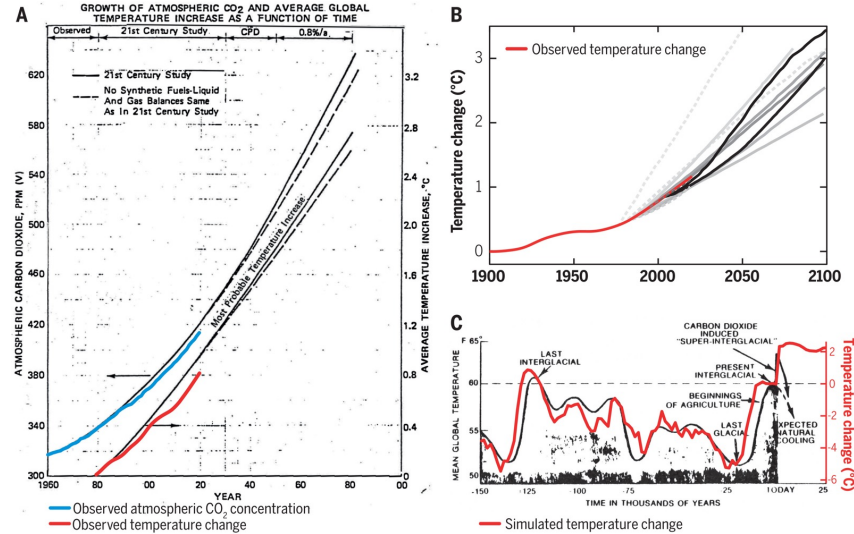 A
GROWTH OF ATMOSPHERIC CO2 AND AVERAGE GLOBAL
TEMPERATURE INCREASE AS A FUNCTION OF TIME
Observed
21st Century Study
CPD
0.8%/a
21st Century Study
No Synthetic Fuels-Liquid
And Gas Balances Same
As In 21st Century Study
ATMOSPHERIC CARBON DIOXIDE, PPM (V)
620
580
540
500
460
420
380
340
300
Most Probable Temperature Increase
3.2
2.8
2.4
2.0
1.6
1.2
0.8
0.4
0
AVERAGE TEMPERATURE INCREASE, °C
1960 80 00 20 40 60 80 00
YEAR
Observed atmospheric CO2 concentration
Observed temperature change
B
Observed temperature change
Temperature change (°C)
3
2
1
0
1900 1950 2000 2050 2100
C
MEAN GLOBAL TEMPERATURE
F 65°
60
55
50
LAST
INTERGLACIAL
CARBON DIOXIDE
INDUCED
"SUPER-INTERGLACIAL"
PRESENT
INTERGLACIAL
BEGINNINGS
OF AGRICULTURE
LAST
GLACIAL
EXPECTED
NATURAL
COOLING
Temperature change (°C)
2
0
-2
-4
-6
-150 -125 -75 25 TODAY 25
TIME IN THOUSANDS OF YEARS
Simulated temperature change